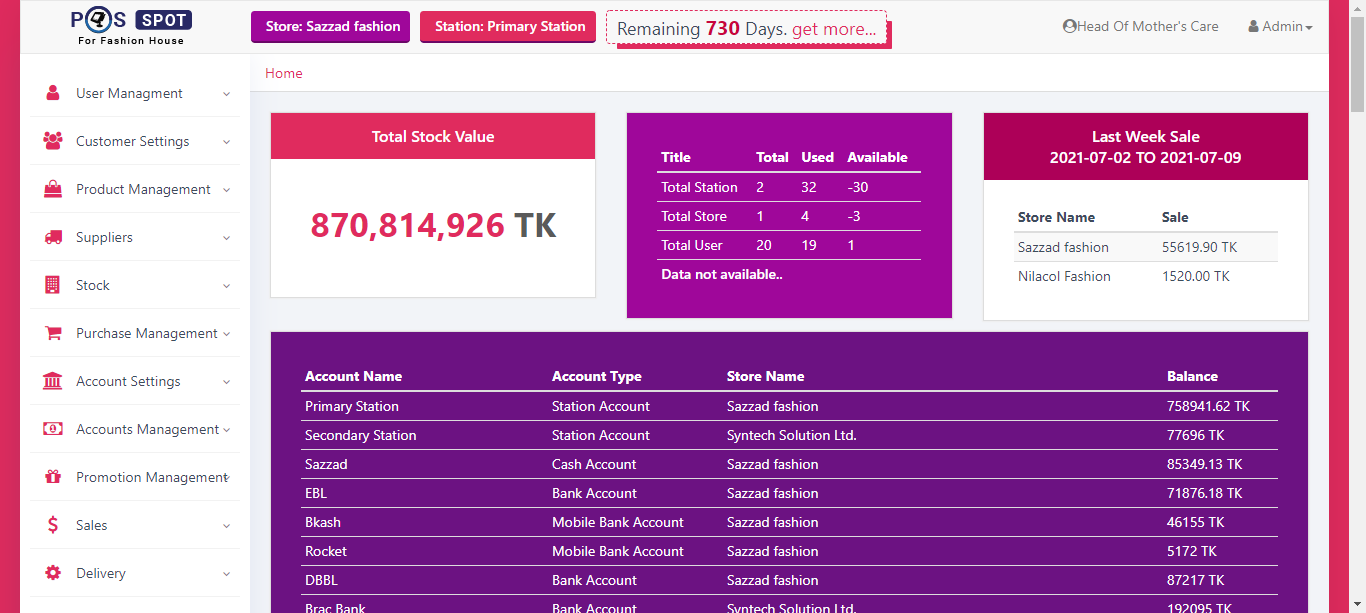 POS SPOT
For Fashion House
Store: Sazzad fashion
Station: Primary Station
Remaining 730 Days. get more...
Head Of Mother's Care
Admin
User Managment
Customer Settings
Product Management
Suppliers
Stock
Purchase Management
Account Settings
Accounts Management
Promotion Management
Sales
Delivery
Home
Total Stock Value
870,814,926 TK
Title Total Used Available
Total Station 2 32 -30
Total Store 1 4 -3
Total User 20 19 1
Data not available..
Last Week Sale
2021-07-02 TO 2021-07-09
Store Name Sale
Sazzad fashion 55619.90 TK
Nilacol Fashion 1520.00 TK
Account Name Account Type Store Name Balance
Primary Station Station Account Sazzad fashion 758941.62 TK
Secondary Station Station Account Syntech Solution Ltd. 77696 TK
Sazzad Cash Account Sazzad fashion 85349.13 TK
EBL Bank Account Sazzad fashion 71876.18 TK
Bkash Mobile Bank Account Sazzad fashion 46155 TK
Rocket Mobile Bank Account Sazzad fashion 5172 TK
DBBL Bank Account Sazzad fashion 87217 TK
Brac Bank Bank Account Syntech Solution Ltd. 192095 TK